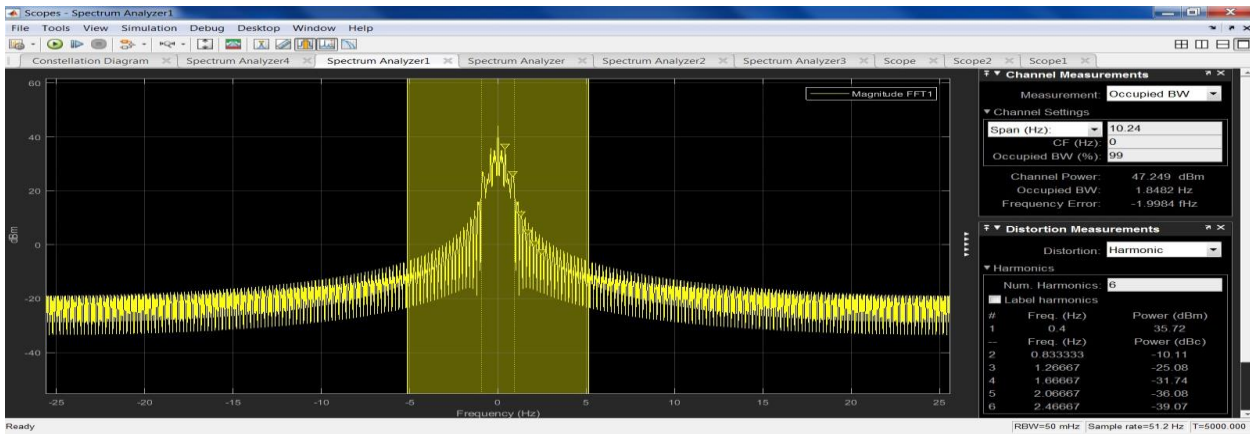 Scopes - Spectrum Analyzer1
File Tools View Simulation Debug Desktop Window Help
Constellation Diagram Spectrum Analyzer4 Spectrum Analyzer1 Spectrum Analyzer Spectrum Analyzer2 Spectrum Analyzer3 Scope Scope2 Scope1
Magnitude FFT1
60
40
20
0
-20
-40
dBm
-25 -20 -15 -10 -5 0 5 10 15 20 25
Frequency (Hz)
Channel Measurements
Measurement: Occupied BW
Channel Settings
Span (Hz): 10.24
CF (Hz): 0
Occupied BW (%): 99
Channel Power: 47.249 dBm
Occupied BW: 1.8482 Hz
Frequency Error: -1.9984 fHz
Distortion Measurements
Distortion: Harmonic
Harmonics
Num. Harmonics: 6
Label harmonics
# Freq. (Hz) Power (dBm)
1 0.4 35.72
--- Freq. (Hz) Power (dBc)
2 0.833333 -10.11
3 1.26667 -25.08
4 1.66667 -31.74
5 2.06667 -36.08
6 2.46667 -39.07
Ready RBW=50 mHz Sample rate=51.2 Hz T=5000.000